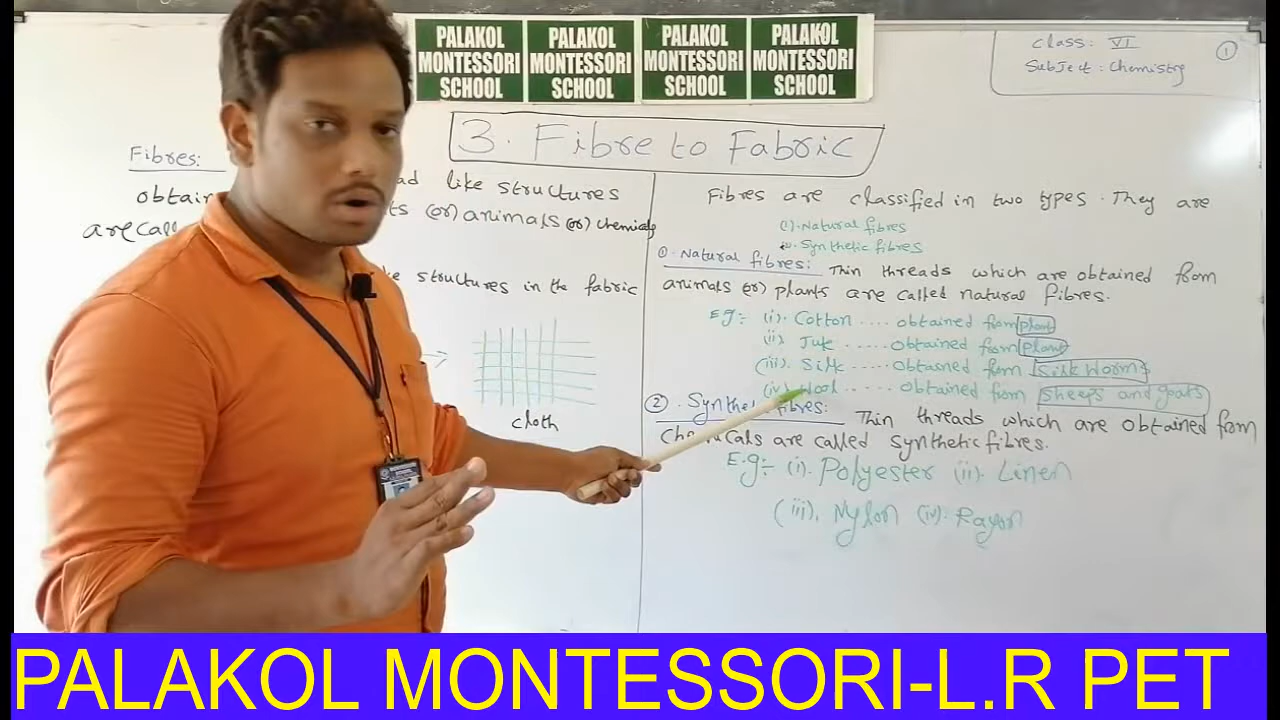 PALAKOL MONTESSORI SCHOOL
PALAKOL MONTESSORI SCHOOL
PALAKOL MONTESSORI SCHOOL
PALAKOL MONTESSORI SCHOOL
Class: VI
Subject: Chemistry
1
3. Fibre to Fabric
Fibres:
like structures
(or) animals (or) chemicals
are
structures in the fabric
cloth
Fibres are classified in two types. They are
(i). Natural fibres
ii. Synthetic fibres
①. Natural fibres: Thin threads which are obtained from
animals (or) plants are called natural fibres.
Eg:- (i). Cotton .... obtained from plant
(ii). Jute ..... obtained from plant
(iii). Silk ..... obtained from Silk Worms
(iv). Wool ...... obtained from sheeps and goats
② . fibres: Thin threads which are obtained from
are called synthetic fibres.
E.g:- (i). Polyester (ii). Linen
(iii). Nylon (iv). Rayon
PALAKOL MONTESSORI-L.R PET